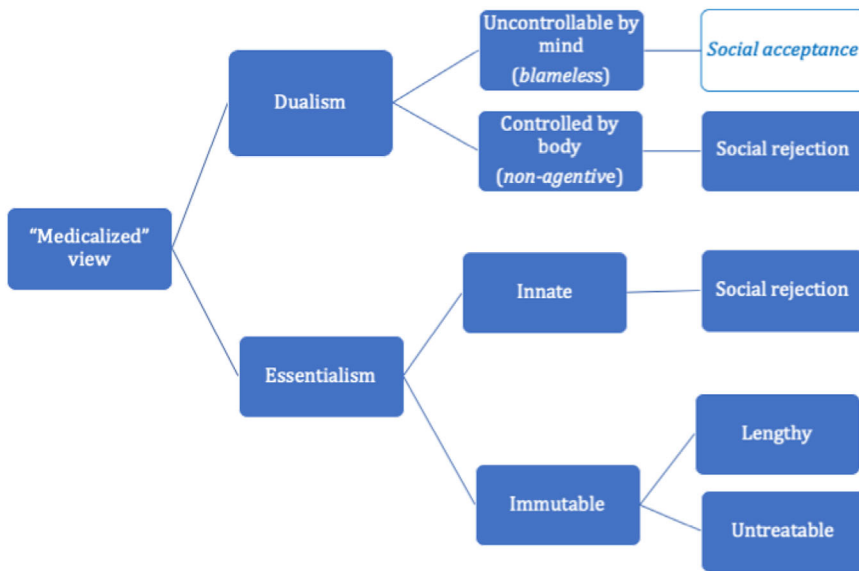 Uncontrollable by
mind
(blameless)
Social acceptance
Dualism
Controlled by
body
(non-agentive)
Social rejection
“Medicalized”
view
Innate
Social rejection
Essentialism
Lengthy
Immutable
Untreatable